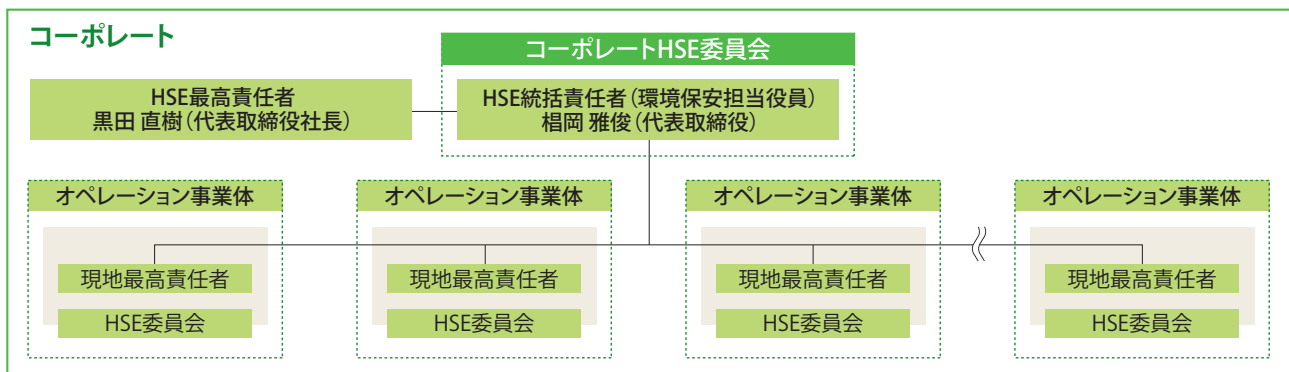 コーポレート
コーポレートHSE委員会
HSE最高責任者
黒田 直樹(代表取締役社長)
HSE統括責任者(環境保安担当役員)
椙岡 雅俊(代表取締役)
オペレーション事業体
オペレーション事業体
オペレーション事業体
オペレーション事業体
現地最高責任者
現地最高責任者
現地最高責任者
現地最高責任者
HSE委員会
HSE委員会
HSE委員会
HSE委員会